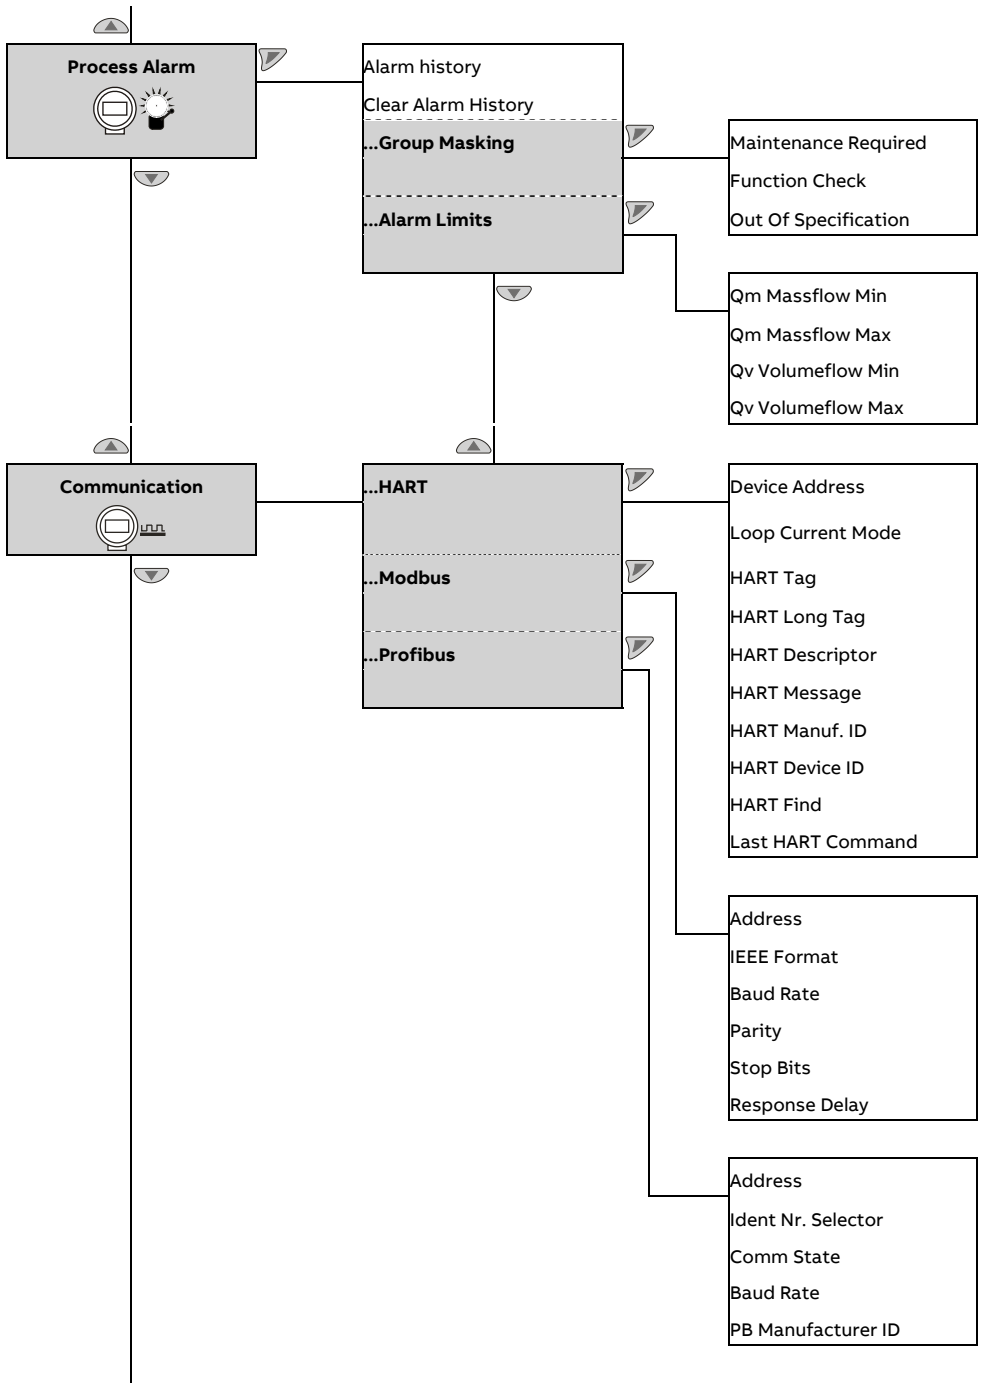 Process Alarm
Alarm history
Clear Alarm History
...Group Masking
...Alarm Limits
Maintenance Required
Function Check
Out Of Specification
Qm Massflow Min
Qm Massflow Max
Qv Volumeflow Min
Qv Volumeflow Max
Communication
...HART
...Modbus
...Profibus
Device Address
Loop Current Mode
HART Tag
HART Long Tag
HART Descriptor
HART Message
HART Manuf. ID
HART Device ID
HART Find
Last HART Command
Address
IEEE Format
Baud Rate
Parity
Stop Bits
Response Delay
Address
Ident Nr. Selector
Comm State
Baud Rate
PB Manufacturer ID